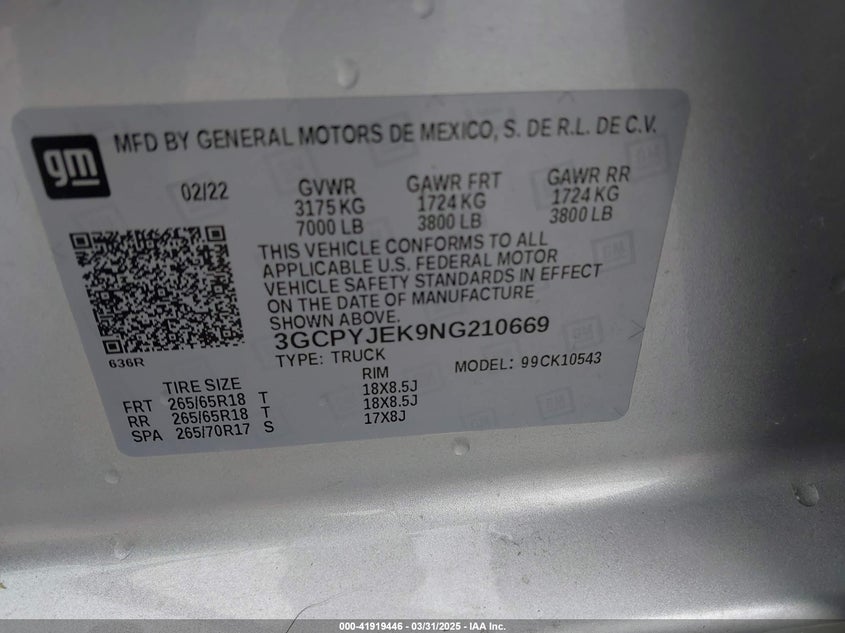 gm
MFD BY GENERAL MOTORS DE MEXICO, S. DE R.L. DE C.V.
02/22 GVWR GAWR FRT GAWR RR
3175 KG 1724 KG 1724 KG
7000 LB 3800 LB 3800 LB
THIS VEHICLE CONFORMS TO ALL
APPLICABLE U.S. FEDERAL MOTOR
VEHICLE SAFETY STANDARDS IN EFFECT
ON THE DATE OF MANUFACTURE
SHOWN ABOVE.
3GCPYJEK9NG210669
636R
TYPE: TRUCK MODEL: 99CK10543
TIRE SIZE RIM
FRT 265/65R18 T 18X8.5J
RR 265/65R18 T 18X8.5J
SPA 265/70R17 S 17X8J
000-41919446 - 03/31/2025 - IAA Inc.